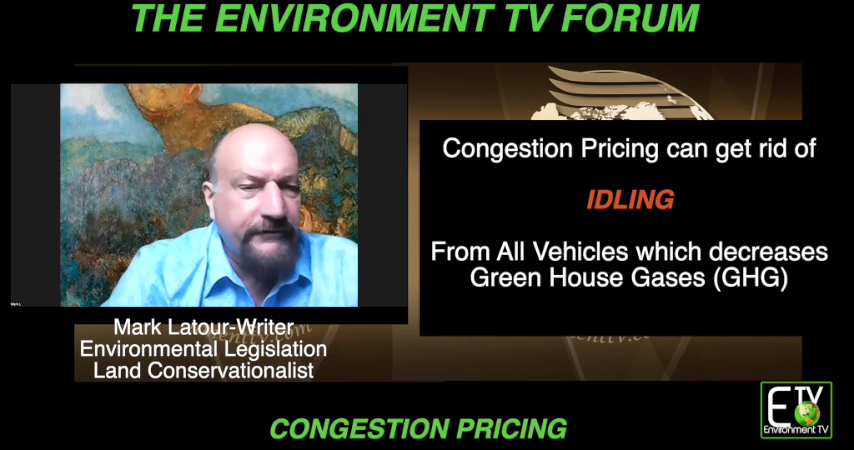 THE ENVIRONMENT TV FORUM
Congestion Pricing can get rid of
IDLING
From All Vehicles which decreases
Green House Gases (GHG)
Mark Latour-Writer
Environmental Legislation
Land Conservationalist
CONGESTION PRICING
ETV
Environment TV